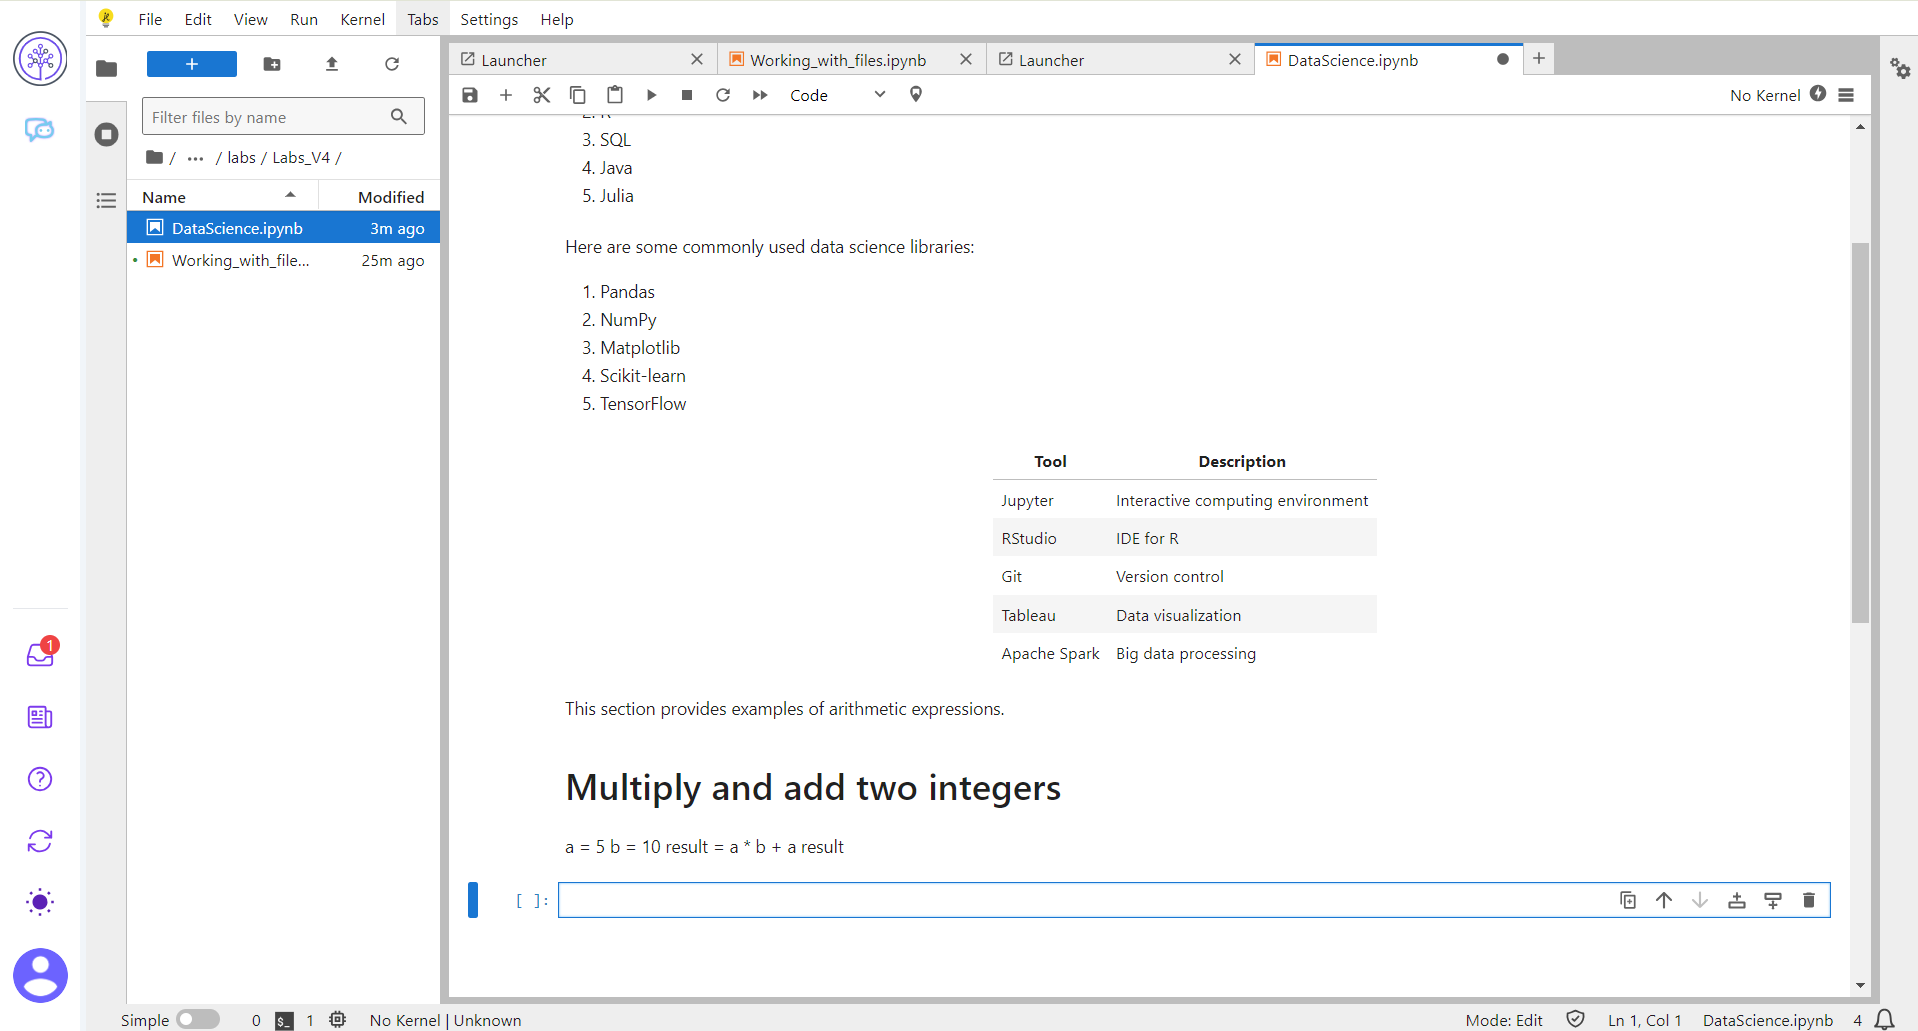 File Edit View Run Kernel Tabs Settings Help
+
Filter files by name
/ ... / labs / Labs_V4 /
Name Modified
DataScience.ipynb 3m ago
Working_with_file... 25m ago
Launcher
Working_with_files.ipynb
Launcher
DataScience.ipynb
Code
No Kernel
3. SQL
4. Java
5. Julia
Here are some commonly used data science libraries:
1. Pandas
2. NumPy
3. Matplotlib
4. Scikit-learn
5. TensorFlow
Tool Description
Jupyter Interactive computing environment
RStudio IDE for R
Git Version control
Tableau Data visualization
Apache Spark Big data processing
This section provides examples of arithmetic expressions.
Multiply and add two integers
a = 5 b = 10 result = a * b + a result
[ ]:
1
Simple 0 $_ 1 No Kernel | Unknown
Mode: Edit Ln 1, Col 1 DataScience.ipynb 4